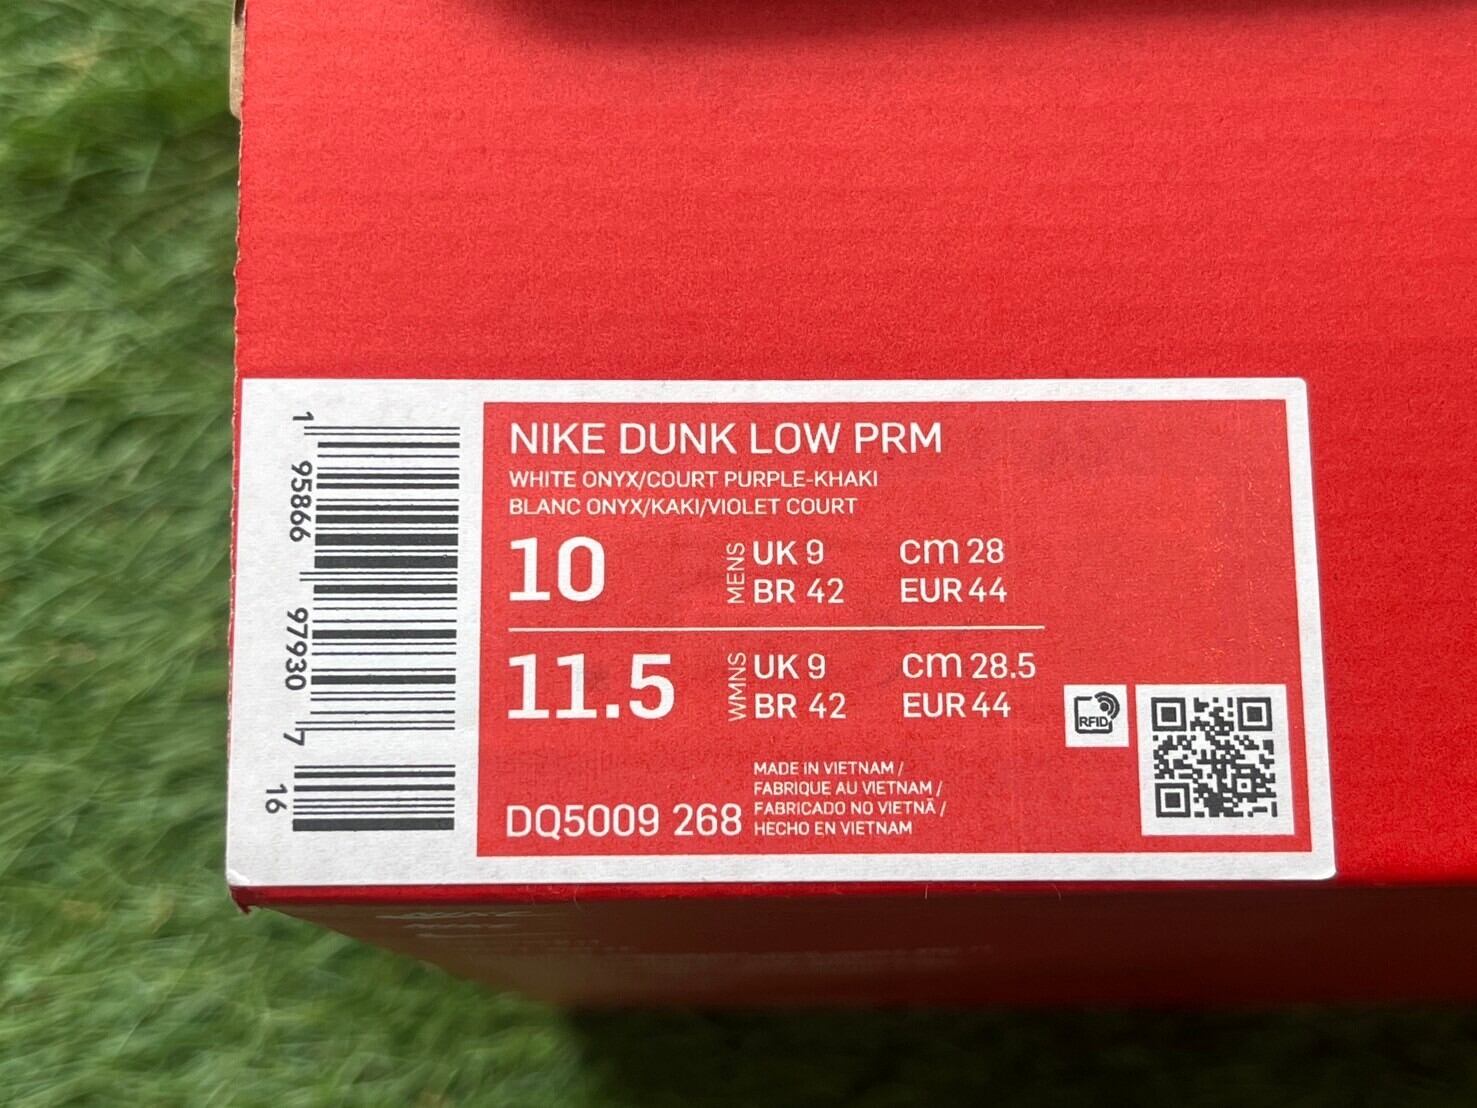 NIKE DUNK LOW PRM
WHITE ONYX/COURT PURPLE-KHAKI
BLANC ONYX/KAKI/VIOLET COURT
10 MENS UK 9 cm 28
BR 42 EUR 44
11.5 WMNS UK 9 cm 28.5
BR 42 EUR 44
MADE IN VIETNAM /
FABRIQUE AU VIETNAM /
FABRICADO NO VIETNÃ /
HECHO EN VIETNAM
DQ5009 268
RFID
1 95866 97930 7
16